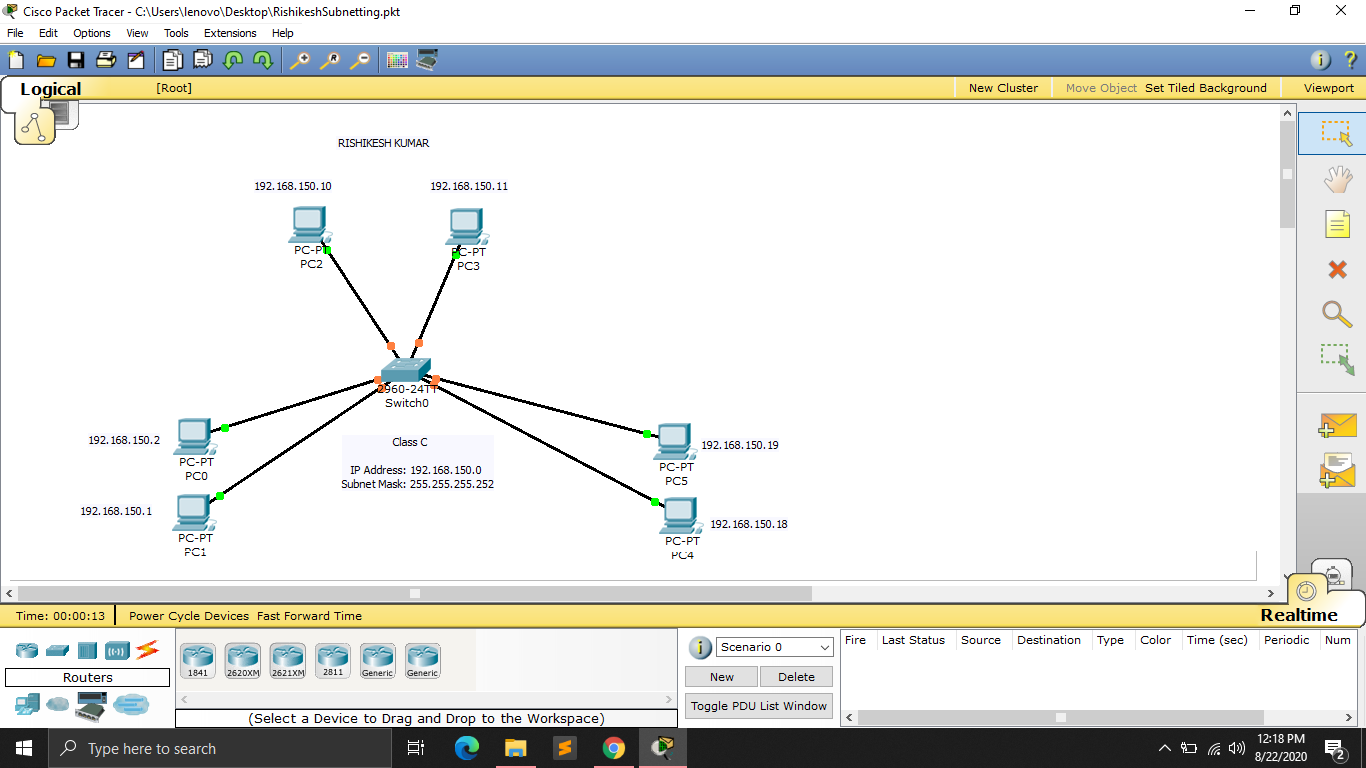 Cisco Packet Tracer - C:\Users\lenovo\Desktop\RishikeshSubnetting.pkt
File Edit Options View Tools Extensions Help
Logical [Root] New Cluster Move Object Set Tiled Background Viewport
RISHIKESH KUMAR
192.168.150.10 192.168.150.11
PC-PT
PC2
PC-PT
PC3
2960-24TT
Switch0
192.168.150.2
PC-PT
PC0
192.168.150.1
PC-PT
PC1
Class C
IP Address: 192.168.150.0
Subnet Mask: 255.255.255.252
192.168.150.19
PC-PT
PC5
192.168.150.18
PC-PT
PC4
Time: 00:00:13 Power Cycle Devices Fast Forward Time Realtime
Routers
1841 2620XM 2621XM 2811 Generic Generic
(Select a Device to Drag and Drop to the Workspace)
Scenario 0
New Delete
Toggle PDU List Window
Fire Last Status Source Destination Type Color Time (sec) Periodic Num
Type here to search
12:18 PM
8/22/2020
2